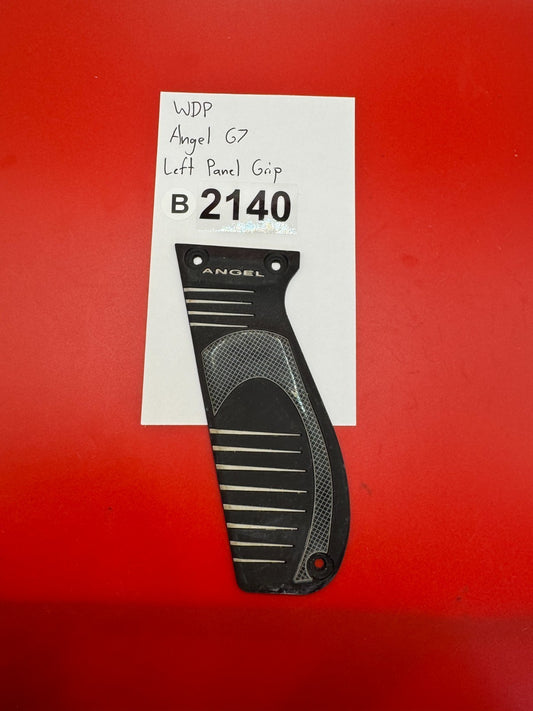 WDP
Angel G7
Left Panel Grip
B 2140
ANGEL